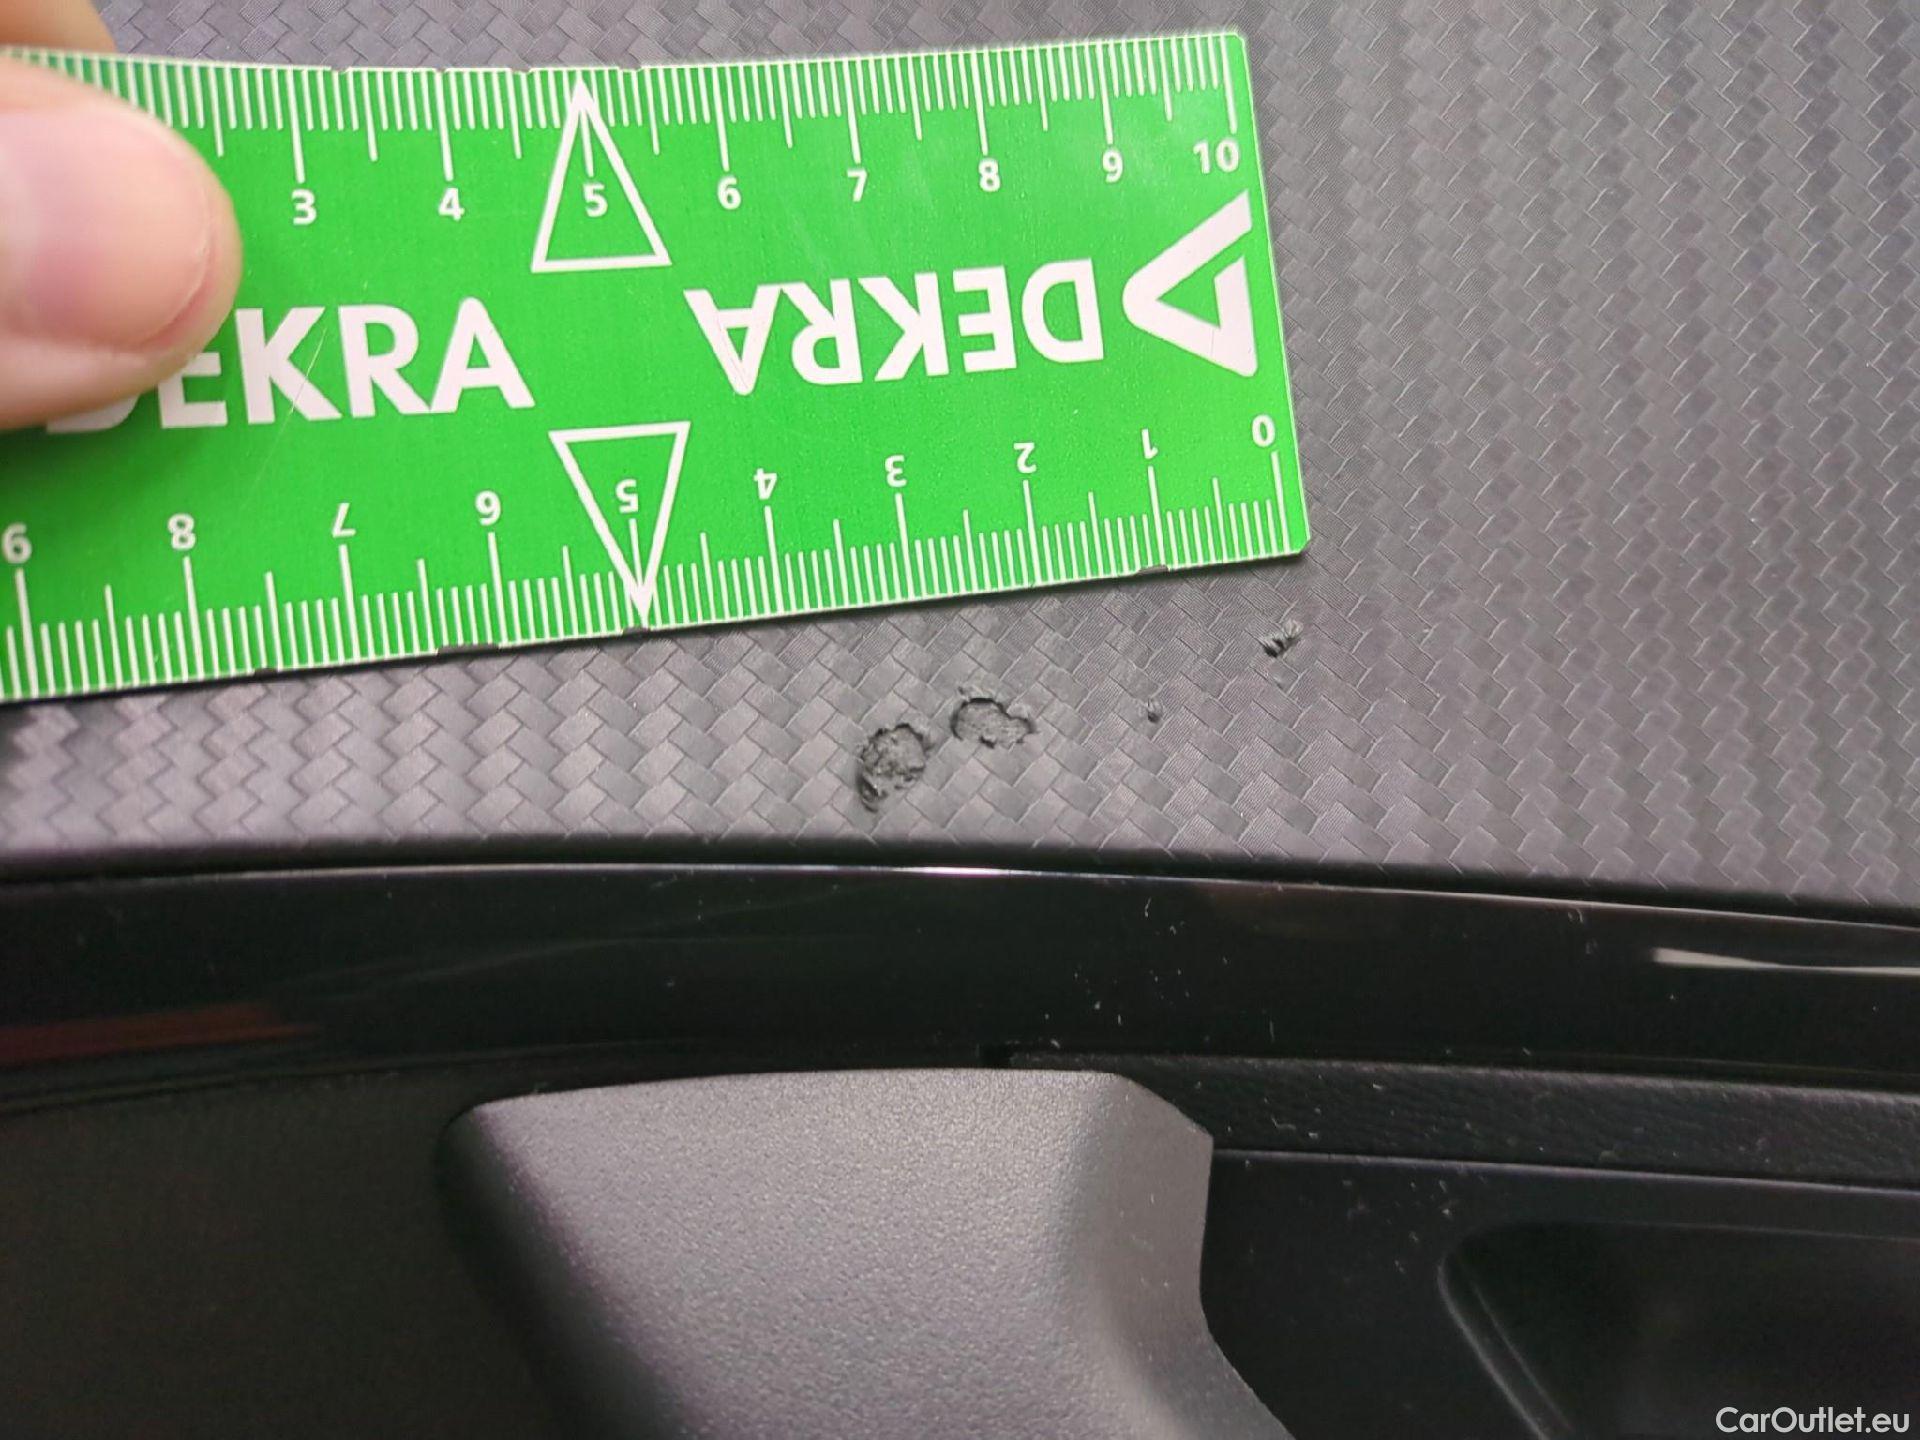 3 4 5 6 7 8 9 10
DEKRA
DEKRA
9 8 7 6 5 4 3 2 1 0
CarOutlet.eu